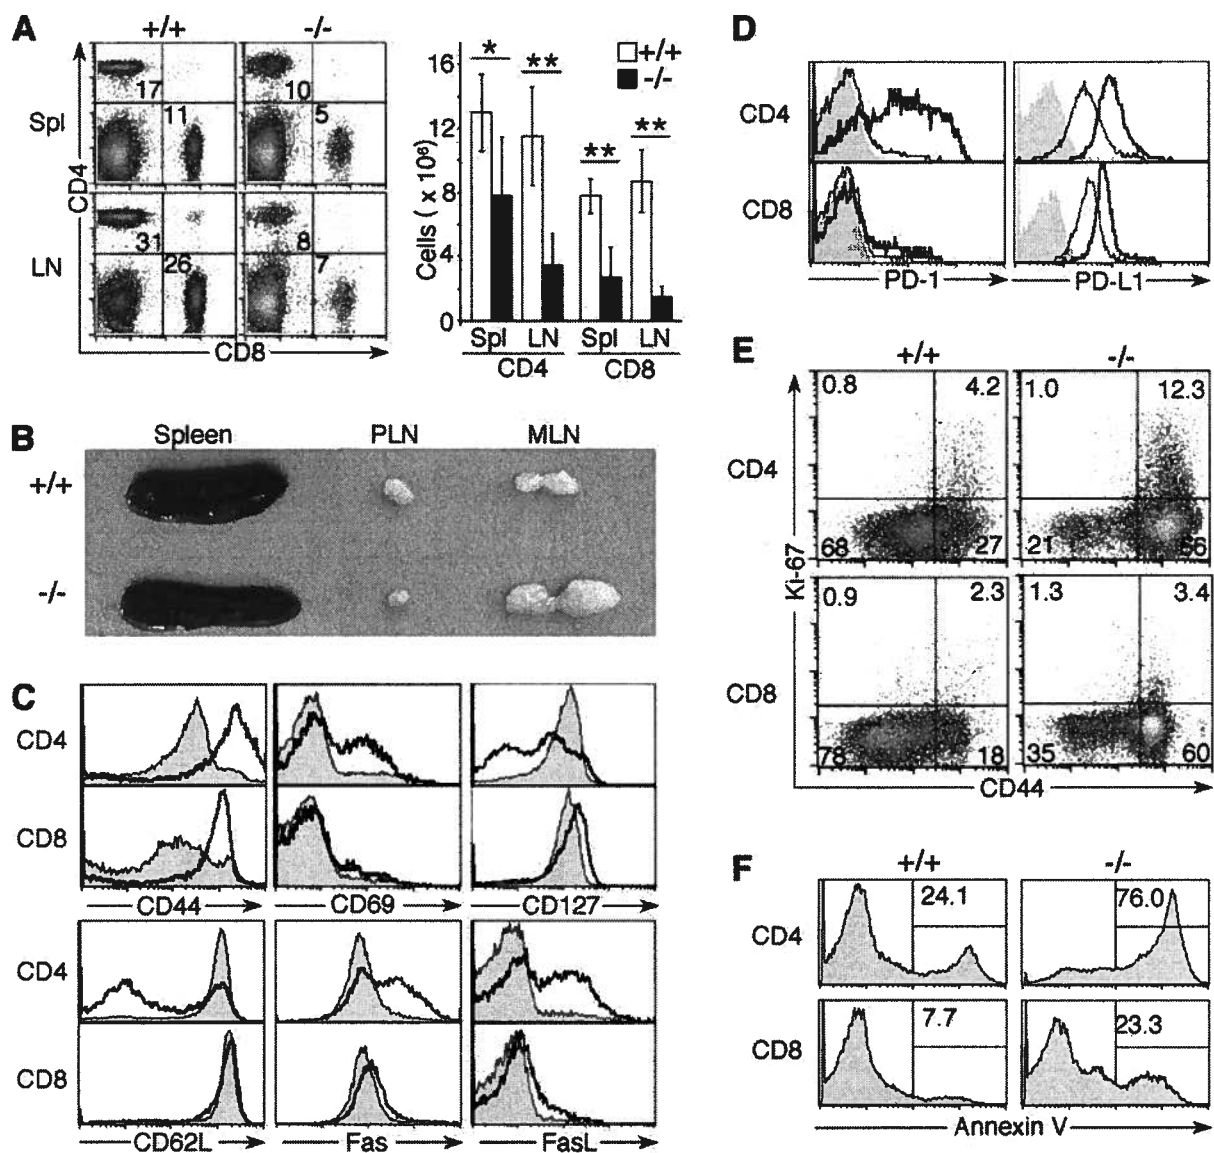 A
+/+
-/-
CD4
Spl
17
11
10
5
LN
31
26
8
7
CD8
Cells ( x 10⁶)
16
12
8
4
0
*
**
**
**
+/+
-/-
Spl LN Spl LN
CD4 CD8
B
Spleen PLN MLN
+/+
-/-
C
CD4
CD8
CD44 CD69 CD127
CD4
CD8
CD62L Fas FasL
D
CD4
CD8
PD-1 PD-L1
E
+/+ -/-
Ki-67
CD4
0.8 4.2 1.0 12.3
68 27 21 66
CD8
0.9 2.3 1.3 3.4
78 18 35 60
CD44
F
+/+ -/-
CD4
24.1 76.0
CD8
7.7 23.3
Annexin V